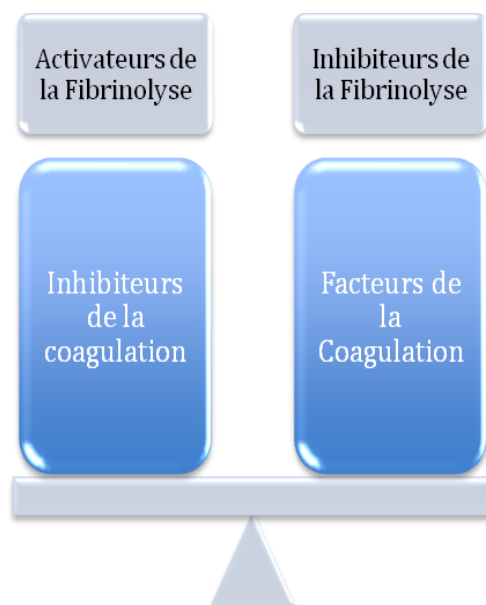 Activateurs de
la Fibrinolyse
Inhibiteurs de
la Fibrinolyse
Inhibiteurs
de la
coagulation
Facteurs de
la
Coagulation